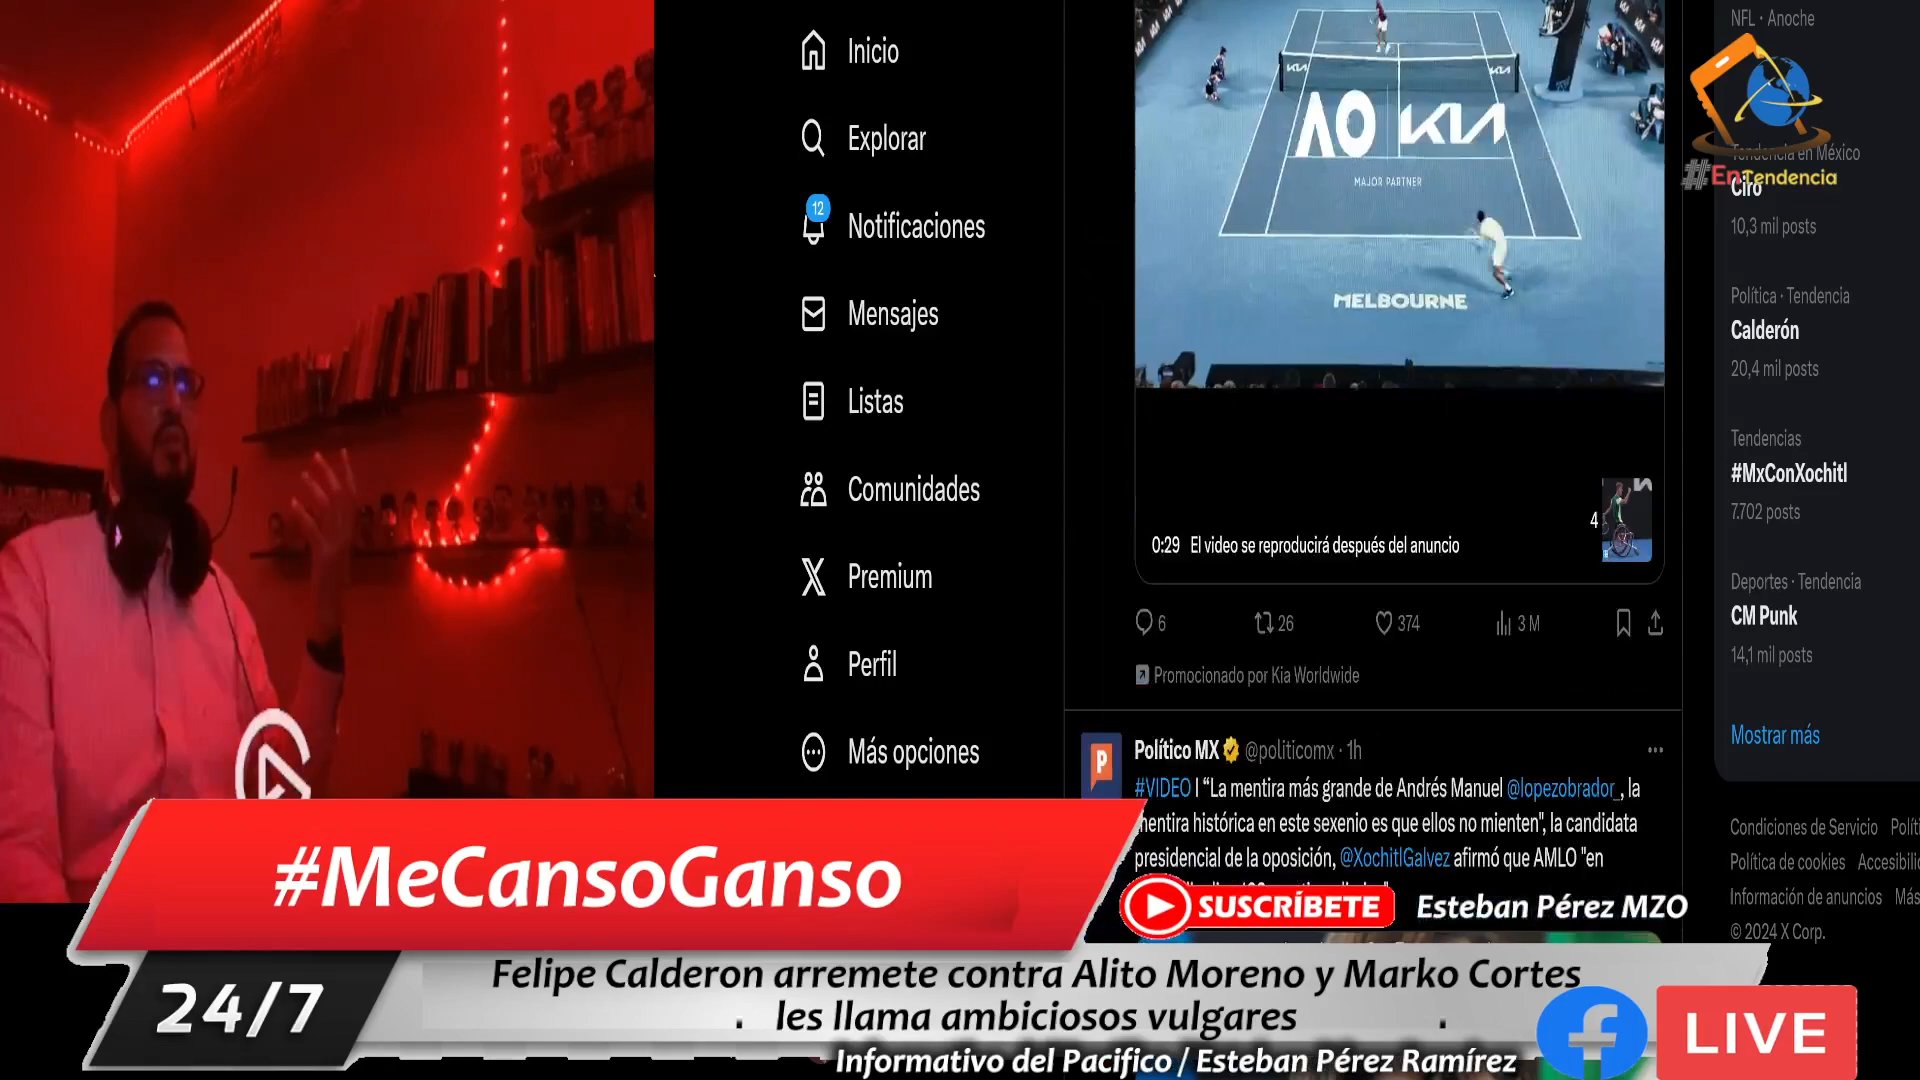 Inicio
Explorar
12
Notificaciones
Mensajes
Listas
Comunidades
Premium
Perfil
Más opciones
KIA
KIA
AO KIA
MAJOR PARTNER
MELBOURNE
4
0:29 El video se reproducirá después del anuncio
6 26 374 3 M
Promocionado por Kia Worldwide
Político MX @politicomx · 1h
#VIDEO | “La mentira más grande de Andrés Manuel @lopezobrador_, la
mentira histórica en este sexenio es que ellos no mienten", la candidata
presidencial de la oposición, @XochitlGalvez afirmó que AMLO "en
NFL · Anoche
Tendencia en México
#EnTendencia
Ciro
10,3 mil posts
Política · Tendencia
Calderón
20,4 mil posts
Tendencias
#MxConXochitl
7.702 posts
Deportes · Tendencia
CM Punk
14,1 mil posts
Mostrar más
Condiciones de Servicio
Política de cookies
Información de anuncios
© 2024 X Corp.
#MeCansoGanso
SUSCRÍBETE
Esteban Pérez MZO
24/7
Felipe Calderon arremete contra Alito Moreno y Marko Cortes
. les llama ambiciosos vulgares .
Informativo del Pacifico / Esteban Pérez Ramírez
LIVE